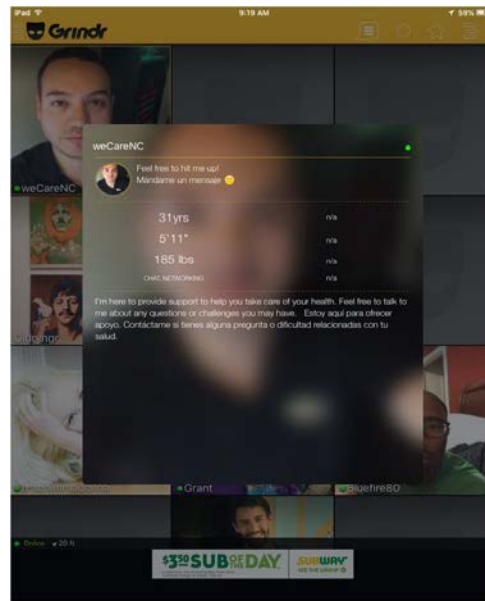 iPad
9:19 AM
59%
Grindr
weCareNC
Feel free to hit me up!
Mándame un mensaje
31yrs
n/a
5'11"
n/a
185 lbs
n/a
CHAT, NETWORKING
n/a
I'm here to provide support to help you take care of your health. Feel free to talk to
me about any questions or challenges you may have. Estoy aquí para ofrecer
apoyo. Contáctame si tienes alguna pregunta o dificultad relacionadas con tu
salud.
weCareNC
Grant
Bluefire80
Online
20 ft
$3.50 SUB OF THE DAY
SUBWAY